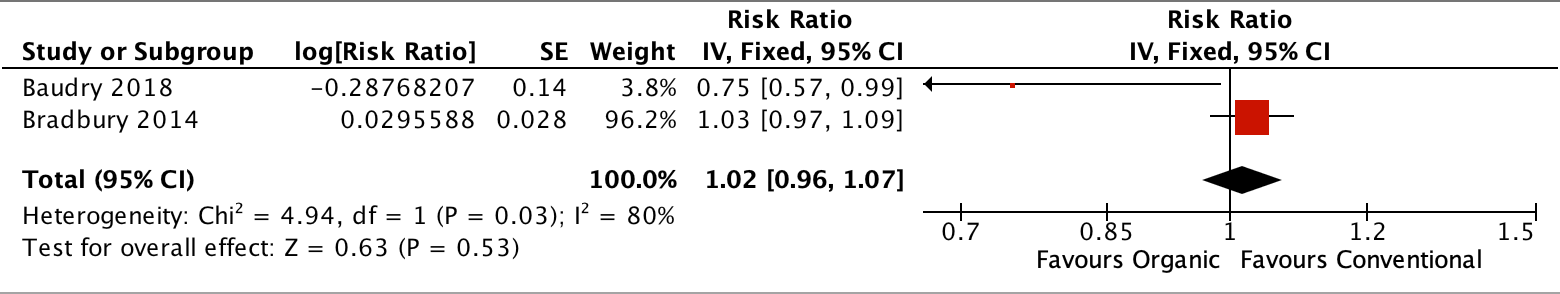 Risk Ratio Risk Ratio
Study or Subgroup log[Risk Ratio] SE Weight IV, Fixed, 95% CI IV, Fixed, 95% CI
Baudry 2018 −0.28768207 0.14 3.8% 0.75 [0.57, 0.99]
Bradbury 2014 0.0295588 0.028 96.2% 1.03 [0.97, 1.09]
Total (95% CI) 100.0% 1.02 [0.96, 1.07]
Heterogeneity: Chi² = 4.94, df = 1 (P = 0.03); I² = 80%
Test for overall effect: Z = 0.63 (P = 0.53)
0.7 0.85 1 1.2 1.5
Favours Organic Favours Conventional